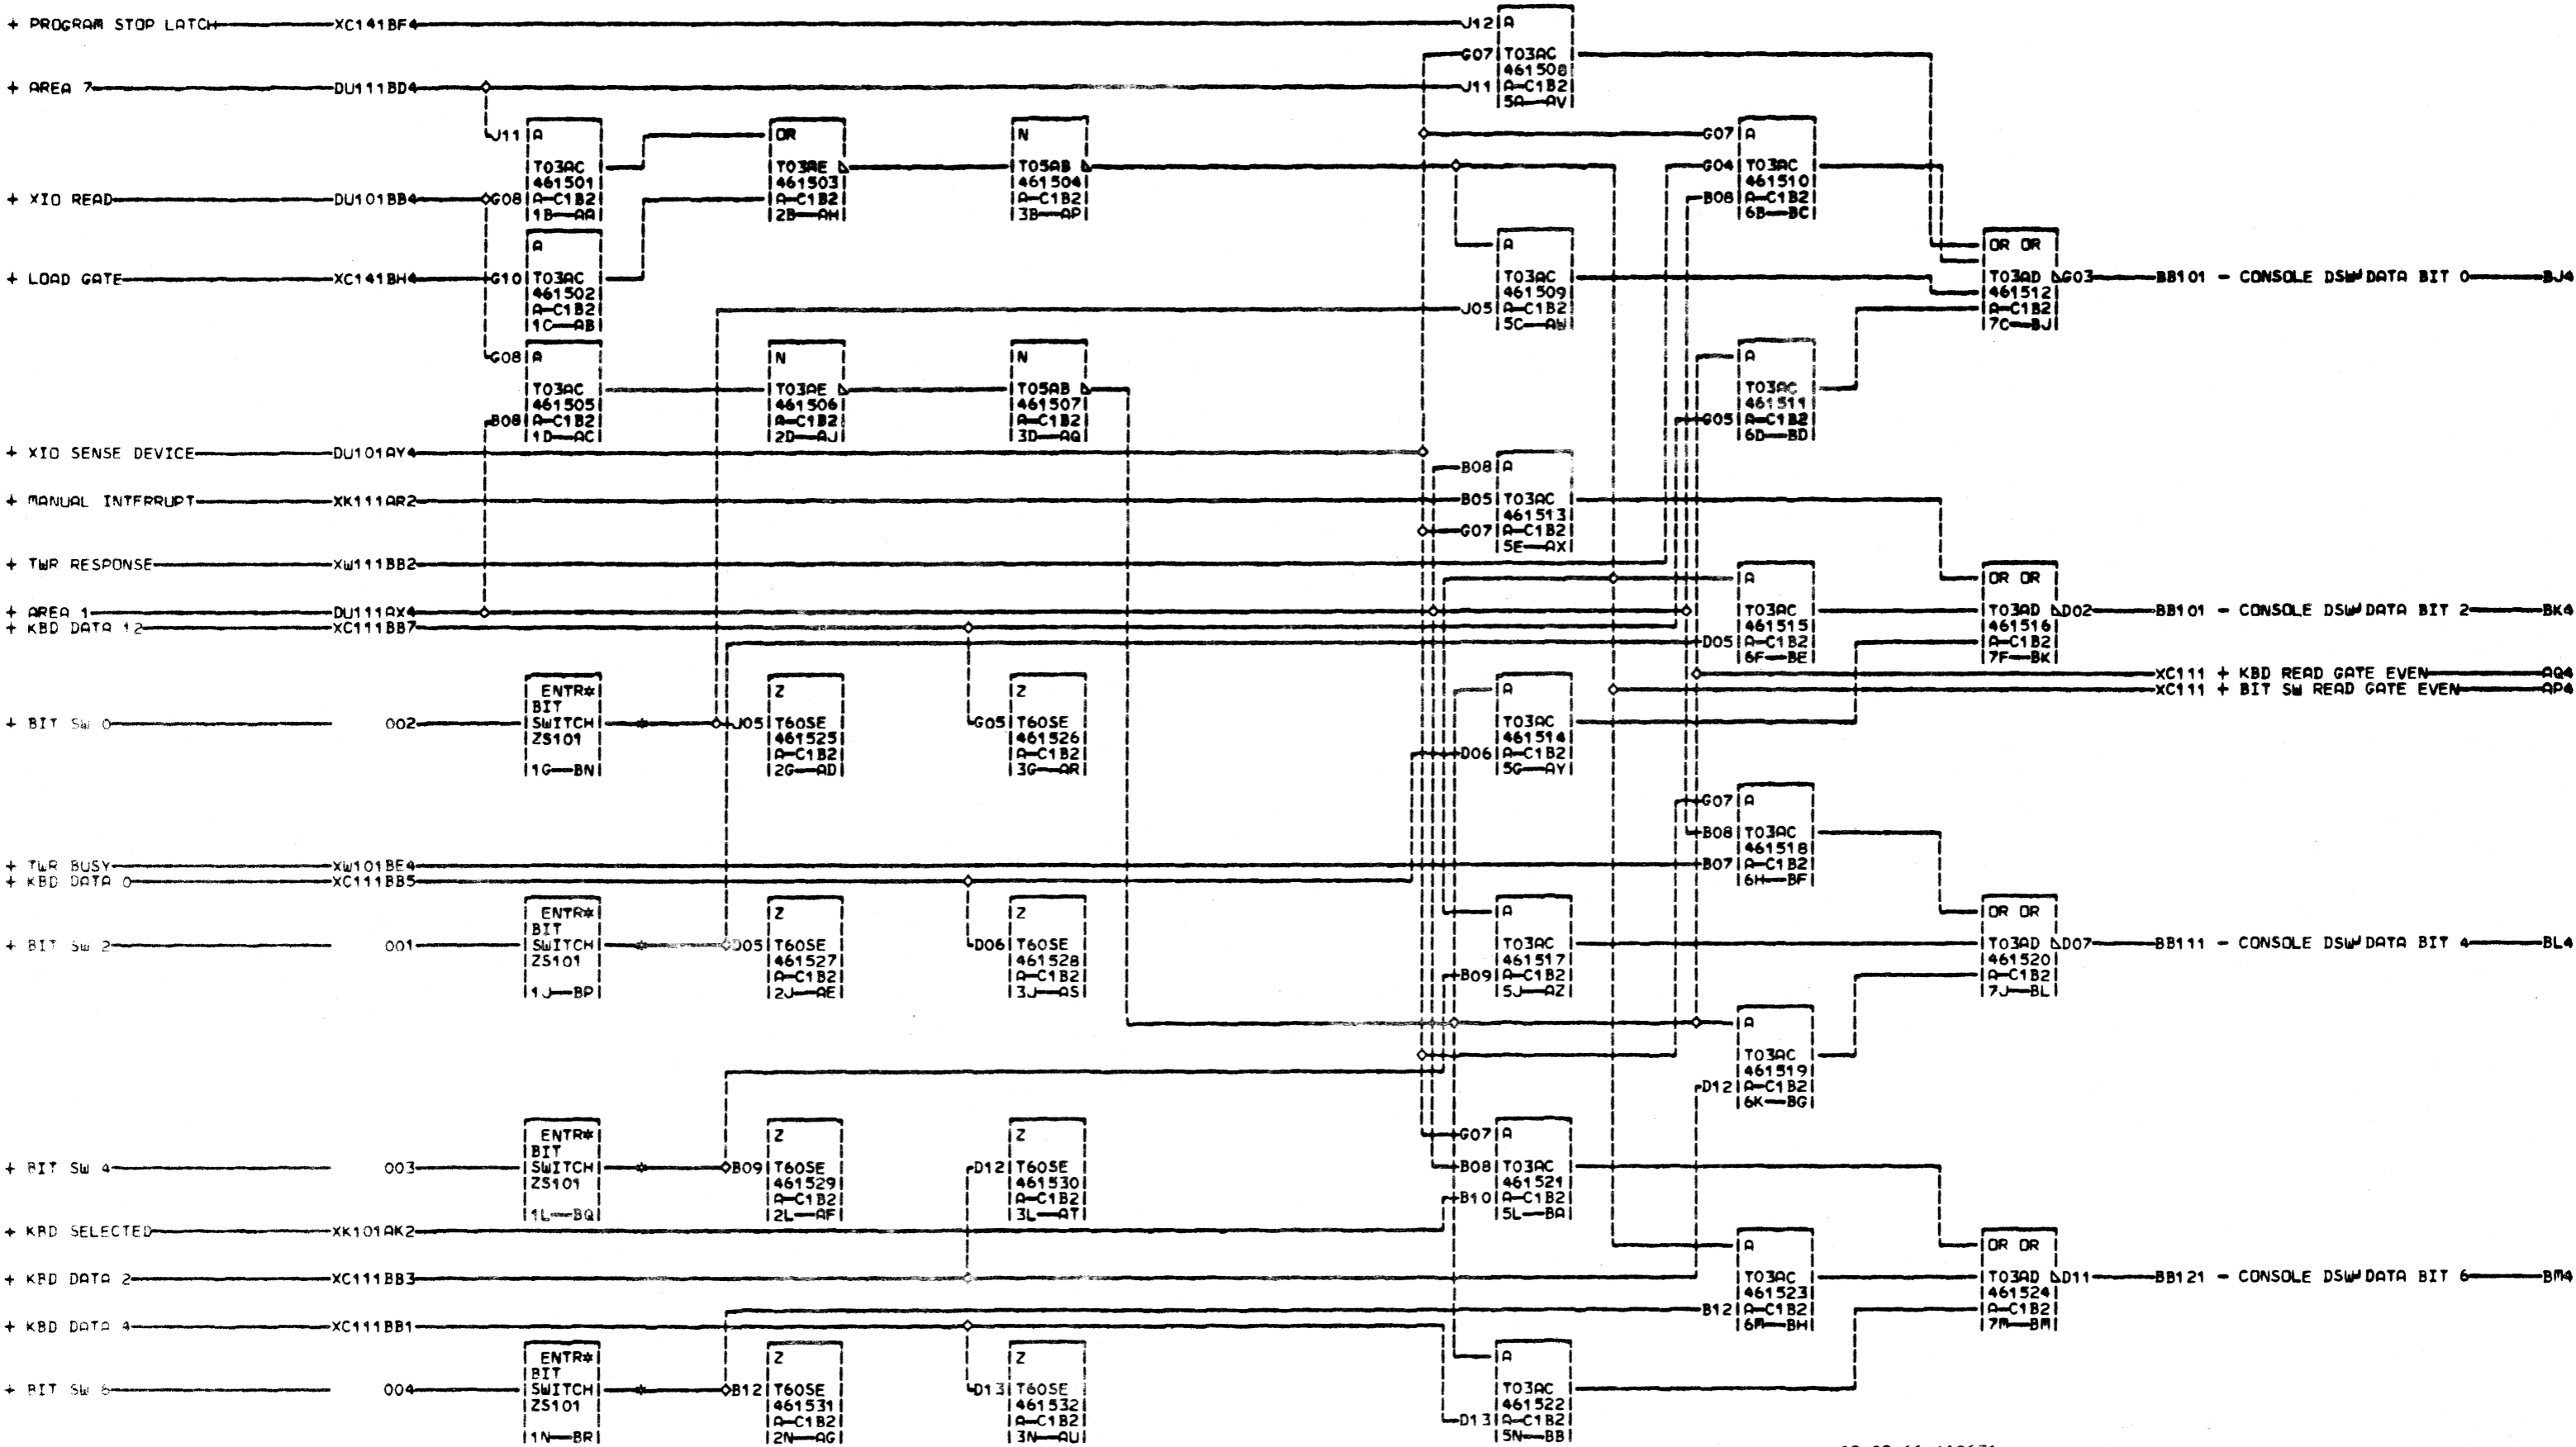 + PROGRAM STOP LATCH XC141BF4 J12 A
G07 T03AC
461508
+ AREA 7 DU111BD4 J11 A-C1B2
5A—AV
J11 A
T03AC
461501
+ XIO READ DU101BB4 G08 A-C1B2
1B—AA
OR
T03AE
461503
A-C1B2
2B—AH
N
T05AB
461504
A-C1B2
3B—AP
G07 A
G04 T03AC
461510
B08 A-C1B2
6B—BC
A
+ LOAD GATE XC141BH4 G10 T03AC
461502
A-C1B2
1C—AB
A
T03AC
461509
J05 A-C1B2
5C—AW
OR OR
T03AD G03 BB101 - CONSOLE DSW DATA BIT 0 BJ4
461512
A-C1B2
7C—BJ
G08 A
T03AC
461505
B08 A-C1B2
1D—AC
N
T03AE
461506
A-C1B2
2D—AJ
N
T05AB
461507
A-C1B2
3D—AQ
A
T03AC
461511
G05 A-C1B2
6D—BD
+ XIO SENSE DEVICE DU101AY4
B08 A
+ MANUAL INTERRUPT XK111AR2 B05 T03AC
461513
G07 A-C1B2
5E—AX
+ TWR RESPONSE XW111BB2
+ AREA 1 DU111AX4
+ KBD DATA 12 XC111BB7
A
T03AC
461515
D05 A-C1B2
6F—BE
OR OR
T03AD D02 BB101 - CONSOLE DSW DATA BIT 2 BK4
461516
A-C1B2
7F—BK
XC111 + KBD READ GATE EVEN AQ4
XC111 + BIT SW READ GATE EVEN AP4
+ BIT SW 0 002
ENTR*
BIT
SWITCH *
ZS101
1G—BN
Z
J05 T60SE
461525
A-C1B2
2G—AD
Z
G05 T60SE
461526
A-C1B2
3G—AR
A
T03AC
461514
D06 A-C1B2
5G—AY
G07 A
B08 T03AC
461518
+ TWR BUSY XW101BE4 B07 A-C1B2
6H—BF
+ KBD DATA 0 XC111BB5
+ BIT SW 2 001
ENTR*
BIT
SWITCH *
ZS101
1J—BP
Z
D05 T60SE
461527
A-C1B2
2J—AE
Z
D06 T60SE
461528
A-C1B2
3J—AS
A
T03AC
461517
B09 A-C1B2
5J—AZ
OR OR
T03AD D07 BB111 - CONSOLE DSW DATA BIT 4 BL4
461520
A-C1B2
7J—BL
A
T03AC
461519
D12 A-C1B2
6K—BG
+ BIT SW 4 003
ENTR*
BIT
SWITCH *
ZS101
1L—BQ
Z
B09 T60SE
461529
A-C1B2
2L—AF
Z
D12 T60SE
461530
A-C1B2
3L—AT
G07 A
B08 T03AC
461521
B10 A-C1B2
5L—BA
+ KBD SELECTED XK101AK2
+ KBD DATA 2 XC111BB3
+ KBD DATA 4 XC111BB1
A
T03AC
461523
B12 A-C1B2
6M—BH
OR OR
T03AD D11 BB121 - CONSOLE DSW DATA BIT 6 BM4
461524
A-C1B2
7M—BM
+ BIT SW 6 004
ENTR*
BIT
SWITCH *
ZS101
1N—BR
Z
B12 T60SE
461531
A-C1B2
2N—AG
Z
D13 T60SE
461532
A-C1B2
3N—AU
A
T03AC
461522
D13 A-C1B2
5N—BB